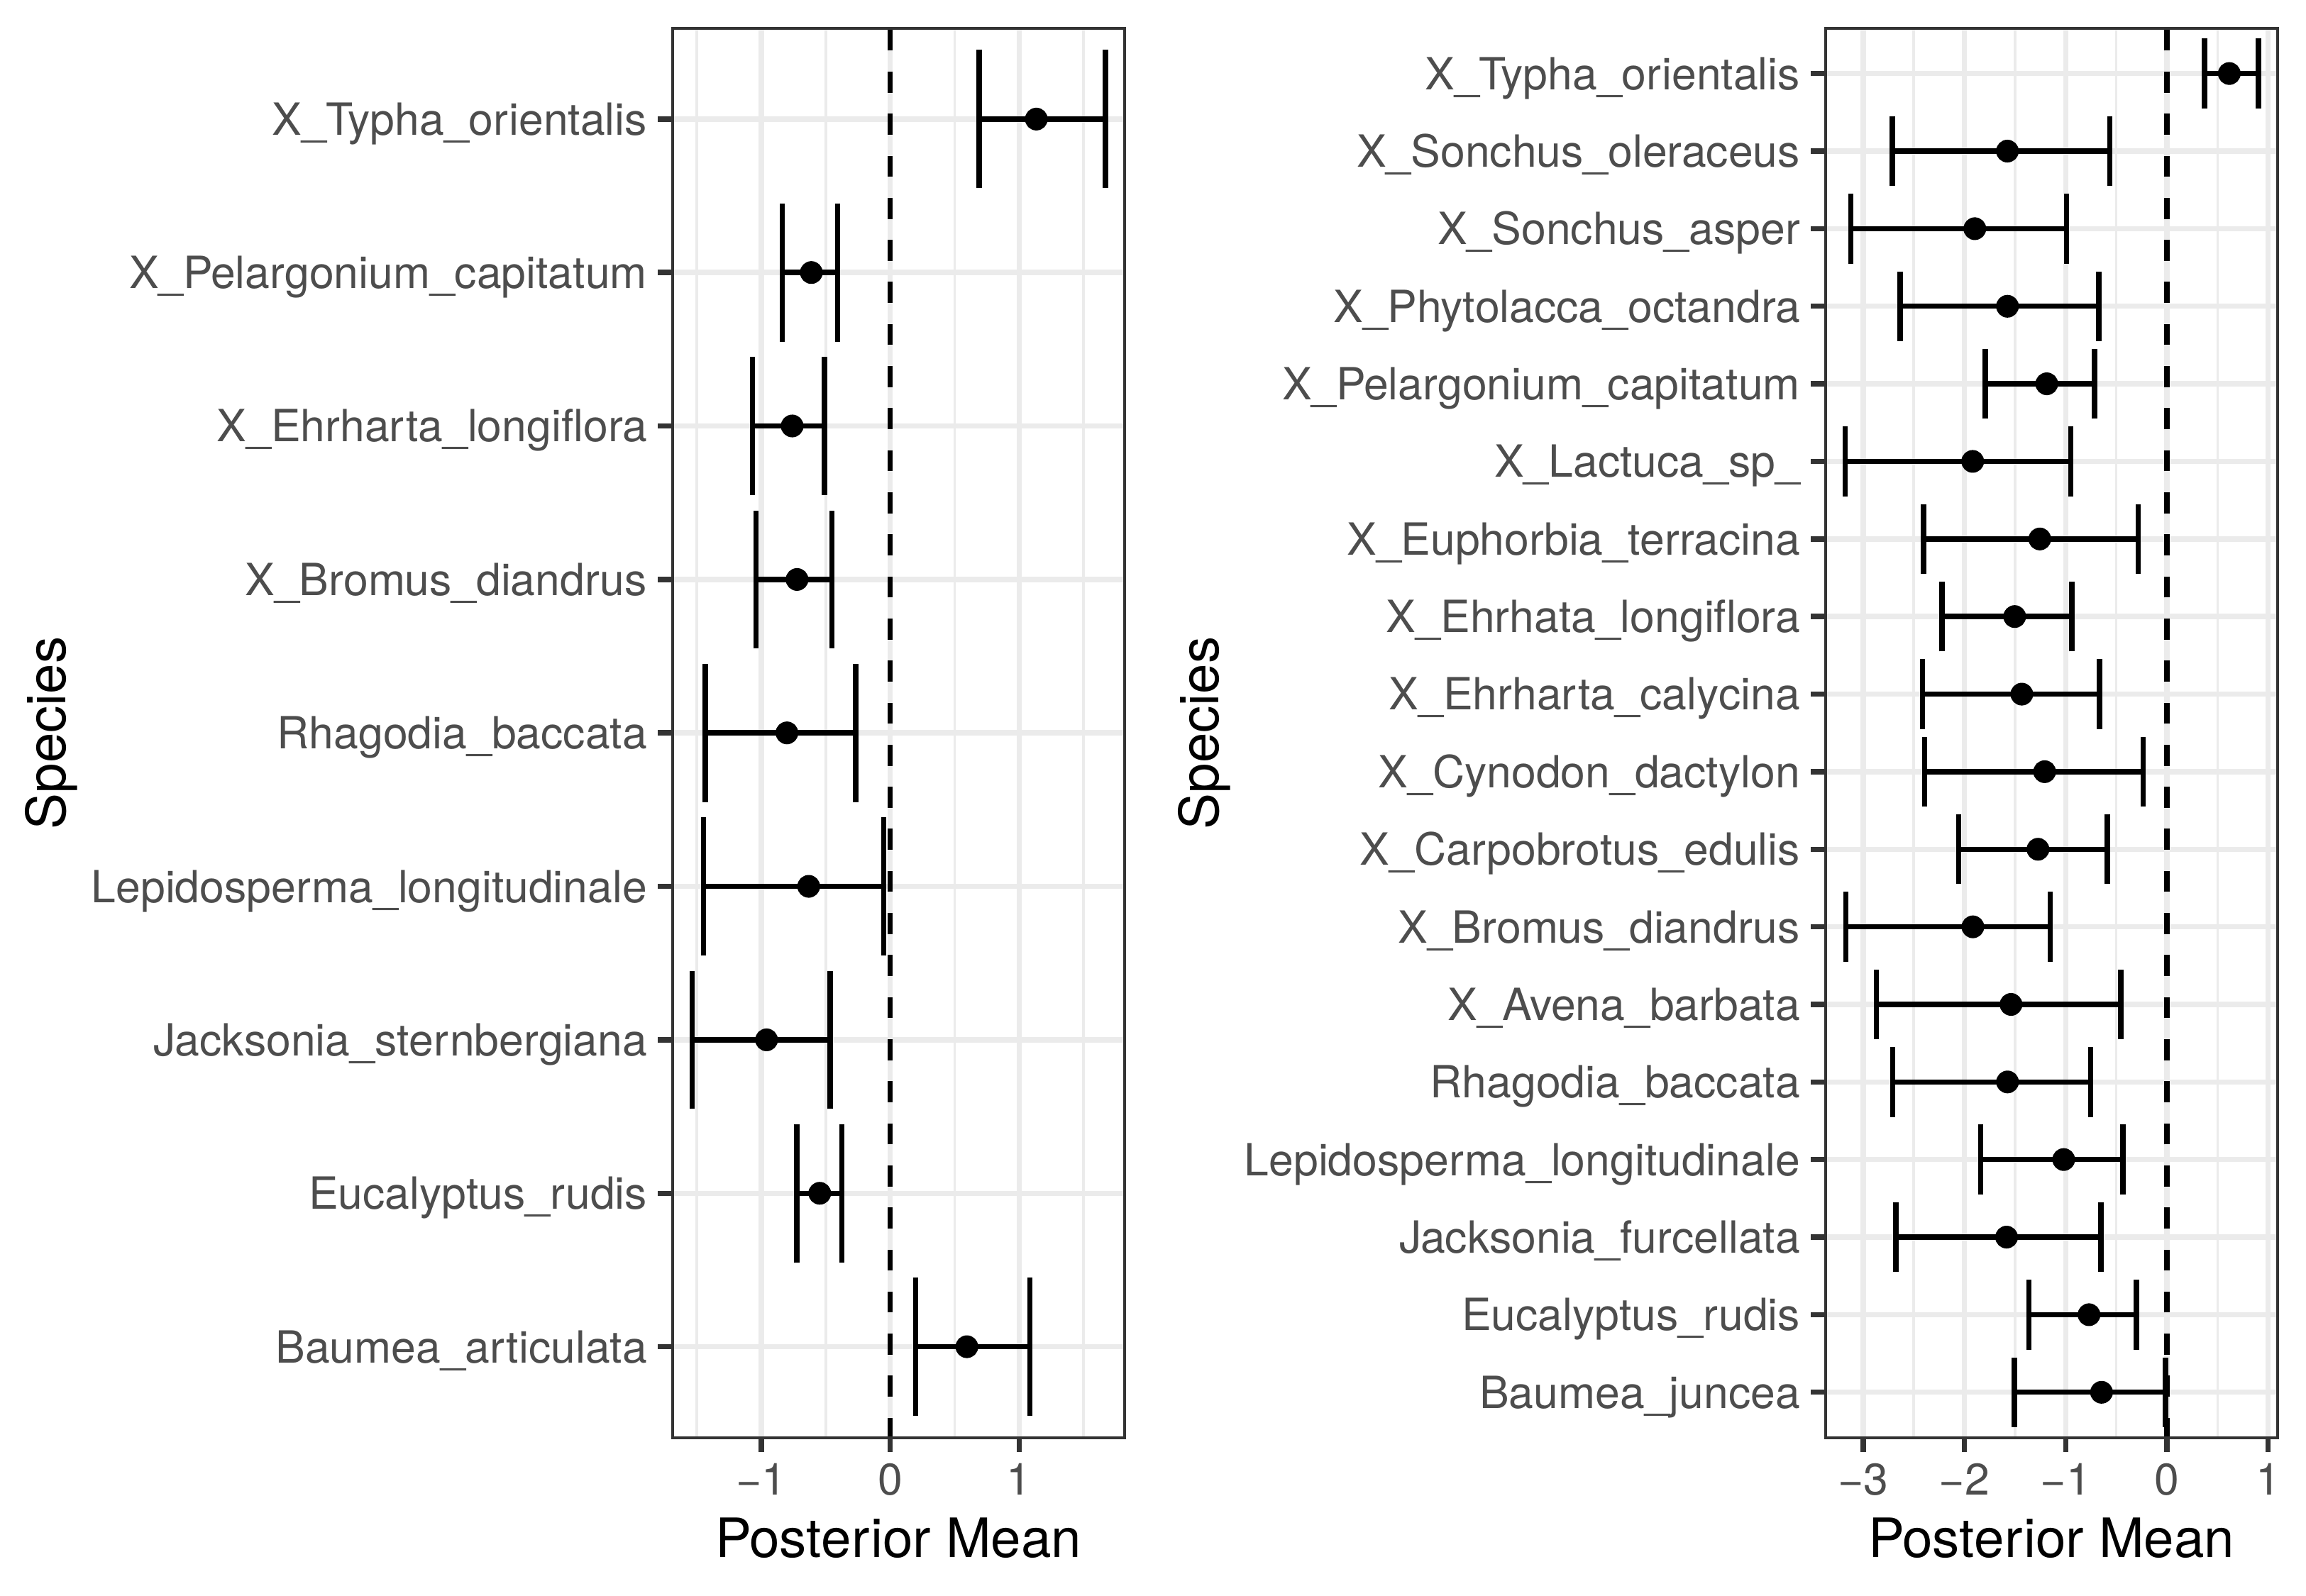 Species
X_Typha_orientalis
X_Pelargonium_capitatum
X_Ehrharta_longiflora
X_Bromus_diandrus
Rhagodia_baccata
Lepidosperma_longitudinale
Jacksonia_sternbergiana
Eucalyptus_rudis
Baumea_articulata
−1 0 1
Posterior Mean
Species
X_Typha_orientalis
X_Sonchus_oleraceus
X_Sonchus_asper
X_Phytolacca_octandra
X_Pelargonium_capitatum
X_Lactuca_sp_
X_Euphorbia_terracina
X_Ehrhata_longiflora
X_Ehrharta_calycina
X_Cynodon_dactylon
X_Carpobrotus_edulis
X_Bromus_diandrus
X_Avena_barbata
Rhagodia_baccata
Lepidosperma_longitudinale
Jacksonia_furcellata
Eucalyptus_rudis
Baumea_juncea
−3 −2 −1 0 1
Posterior Mean